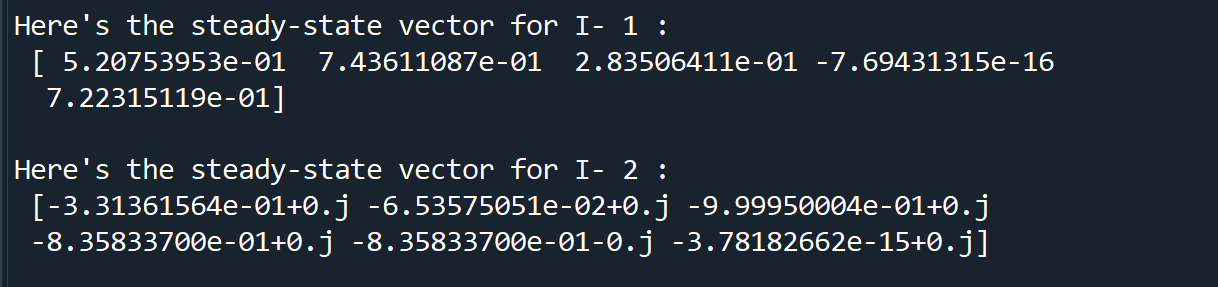 Here's the steady-state vector for I- 1 :
[ 5.20753953e-01  7.43611087e-01  2.83506411e-01 -7.69431315e-16
7.22315119e-01]
Here's the steady-state vector for I- 2 :
[-3.31361564e-01+0.j -6.53575051e-02+0.j -9.99950004e-01+0.j
-8.35833700e-01+0.j -8.35833700e-01-0.j -3.78182662e-15+0.j]